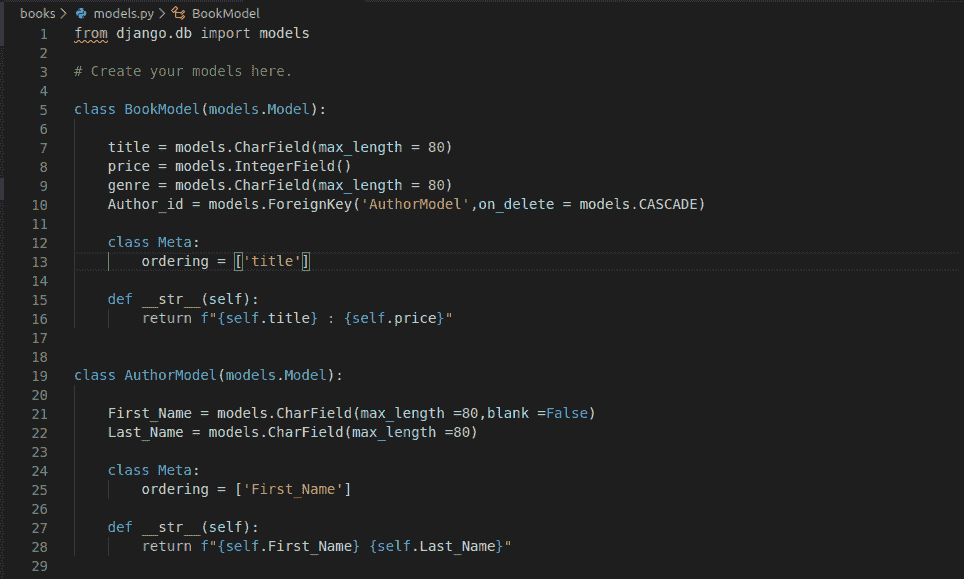 books > models.py > BookModel
1 from django.db import models
2
3 # Create your models here.
4
5 class BookModel(models.Model):
6
7     title = models.CharField(max_length = 80)
8     price = models.IntegerField()
9     genre = models.CharField(max_length = 80)
10     Author_id = models.ForeignKey('AuthorModel',on_delete = models.CASCADE)
11
12     class Meta:
13         ordering = ['title']
14
15     def __str__(self):
16         return f"{self.title} : {self.price}"
17
18
19 class AuthorModel(models.Model):
20
21     First_Name = models.CharField(max_length =80,blank =False)
22     Last_Name = models.CharField(max_length =80)
23
24     class Meta:
25         ordering = ['First_Name']
26
27     def __str__(self):
28         return f"{self.First_Name} {self.Last_Name}"
29